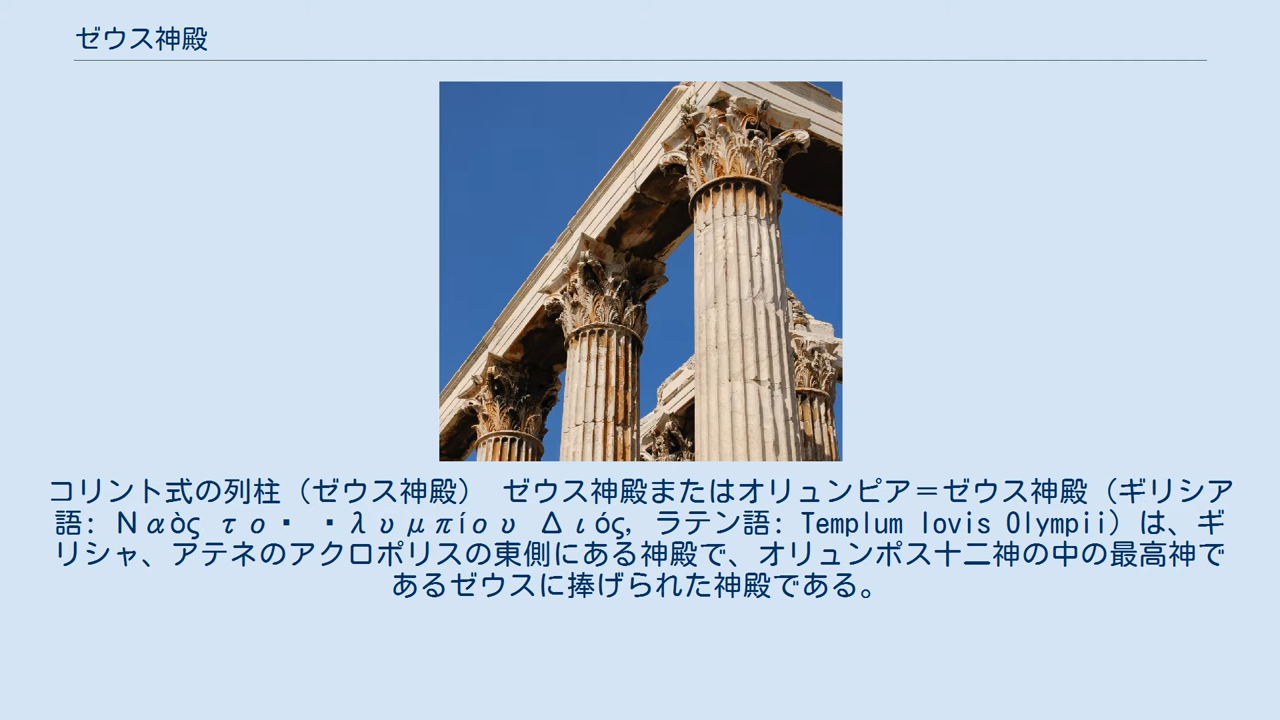 ゼウス神殿
コリント式の列柱（ゼウス神殿） ゼウス神殿またはオリュンピア＝ゼウス神殿（ギリシア
語: Ναὸς το▪ ▪λυμπίου Διός, ラテン語: Templum Iovis Olympii）は、ギ
リシャ、アテネのアクロポリスの東側にある神殿で、オリュンポス十二神の中の最高神で
あるゼウスに捧げられた神殿である。